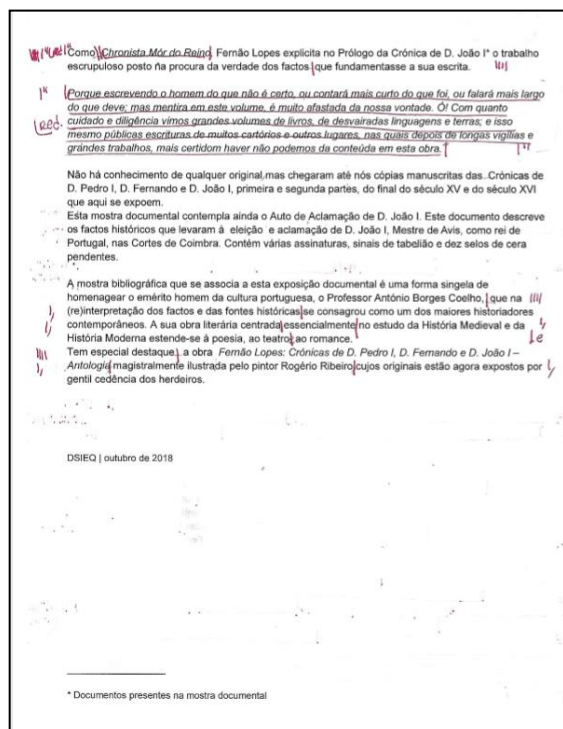 Como Chronista Mór do Reino Fernão Lopes explicita no Prólogo da Crónica de D. João I* o trabalho
escrupuloso posto na procura da verdade dos factos que fundamentasse a sua escrita.
Porque escrevendo o homem do que não é certo, ou contará mais curto do que foi, ou falará mais largo
do que deve; mas mentira em este volume, é muito afastada da nossa vontade. Ó! Com quanto
red. cuidado e diligência vimos grandes volumes de livros, de desvairadas linguagens e terras; e isso
mesmo públicas escrituras de muitos cartórios e outros lugares, nas quais depois de longas vigílias e
grandes trabalhos, mais certidom haver não podemos da conteúda em esta obra.
Não há conhecimento de qualquer original,mas chegaram até nós cópias manuscritas das Crónicas de
D. Pedro I, D. Fernando e D. João I, primeira e segunda partes, do final do século XV e do século XVI
que aqui se expoem.
Esta mostra documental contempla ainda o Auto de Aclamação de D. João I. Este documento descreve
os factos históricos que levaram à eleição e aclamação de D. João I, Mestre de Avis, como rei de
Portugal, nas Cortes de Coimbra. Contém várias assinaturas, sinais de tabelião e dez selos de cera
pendentes.
A mostra bibliográfica que se associa a esta exposição documental é uma forma singela de
homenagear o emérito homem da cultura portuguesa, o Professor António Borges Coelho, que na
(re)interpretação dos factos e das fontes históricas se consagrou como um dos maiores historiadores
contemporâneos. A sua obra literária centrada essencialmente no estudo da História Medieval e da
História Moderna estende-se à poesia, ao teatro ao romance. e
Tem especial destaque a obra Fernão Lopes: Crónicas de D. Pedro I, D. Fernando e D. João I –
Antologia magistralmente ilustrada pelo pintor Rogério Ribeiro cujos originais estão agora expostos por
gentil cedência dos herdeiros.
DSIEQ | outubro de 2018
* Documentos presentes na mostra documental